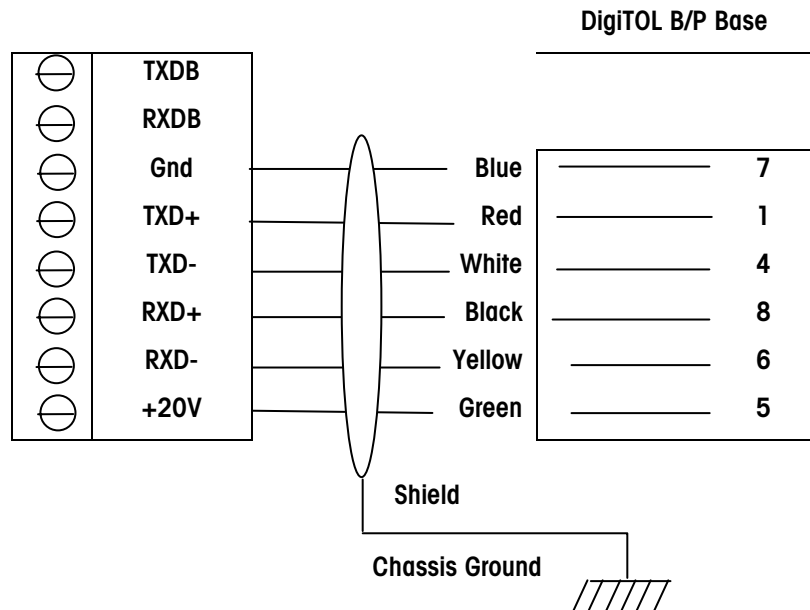 DigiTOL B/P Base
TXDB
RXDB
Gnd Blue 7
TXD+ Red 1
TXD- White 4
RXD+ Black 8
RXD- Yellow 6
+20V Green 5
Shield
Chassis Ground